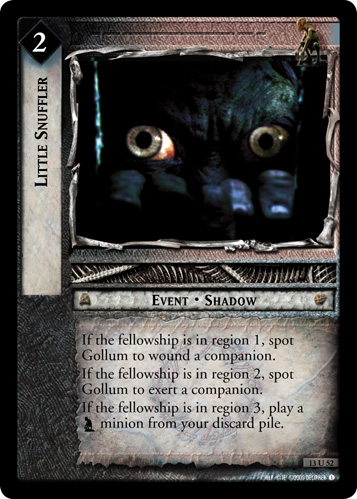 2
LITTLE SNUFFLER
EVENT • SHADOW
If the fellowship is in region 1, spot
Gollum to wound a companion.
If the fellowship is in region 2, spot
Gollum to exert a companion.
If the fellowship is in region 3, play a
minion from your discard pile.
13 U 52